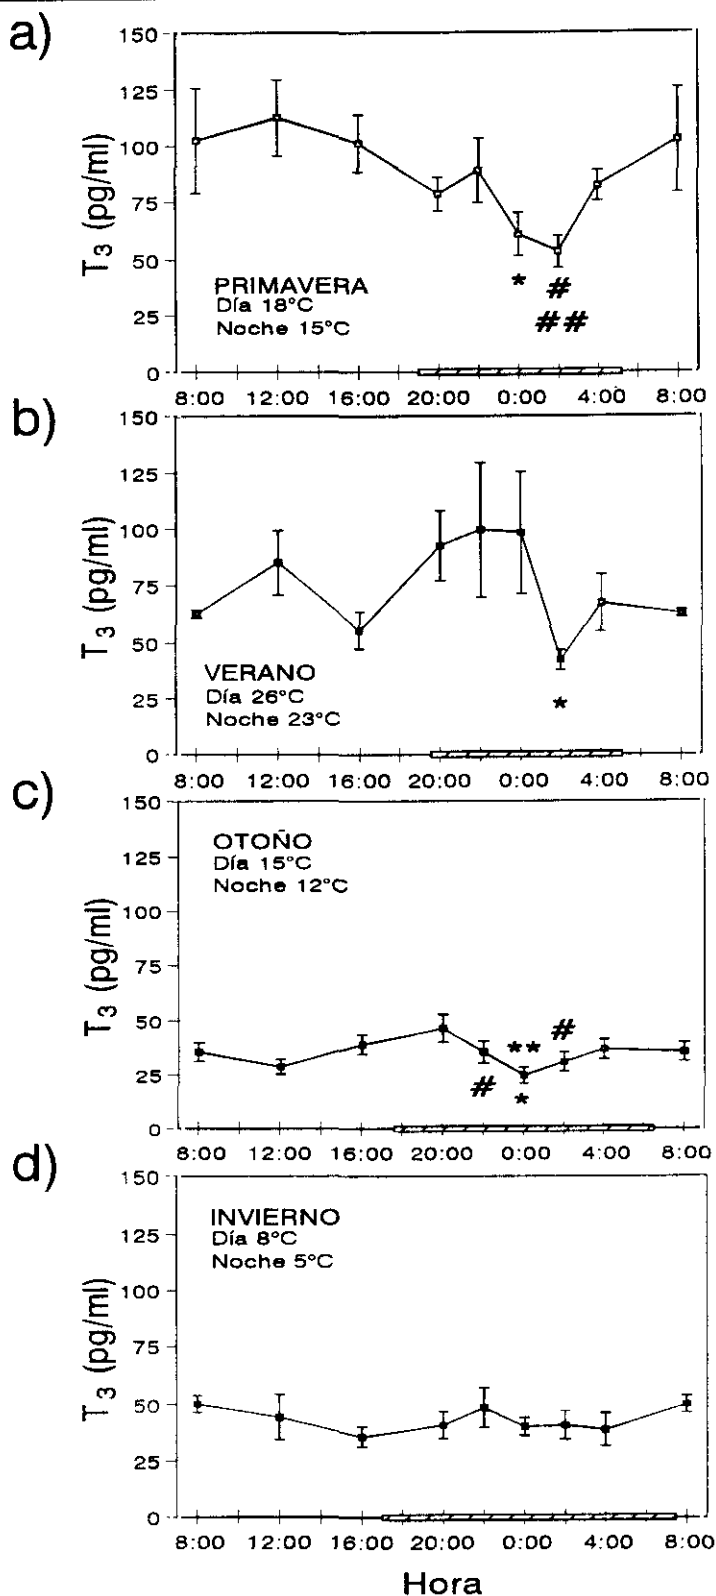 a)
150
125
100
75
50
25
0
T3 (pg/ml)
PRIMAVERA
Día 18°C
Noche 15°C
*
#
##
8:00 12:00 16:00 20:00 0:00 4:00 8:00
b)
150
125
100
75
50
25
0
T3 (pg/ml)
VERANO
Día 26°C
Noche 23°C
*
8:00 12:00 16:00 20:00 0:00 4:00 8:00
c)
150
125
100
75
50
25
0
T3 (pg/ml)
OTOÑO
Día 15°C
Noche 12°C
** #
# *
8:00 12:00 16:00 20:00 0:00 4:00 8:00
d)
150
125
100
75
50
25
0
T3 (pg/ml)
INVIERNO
Día 8°C
Noche 5°C
8:00 12:00 16:00 20:00 0:00 4:00 8:00
Hora